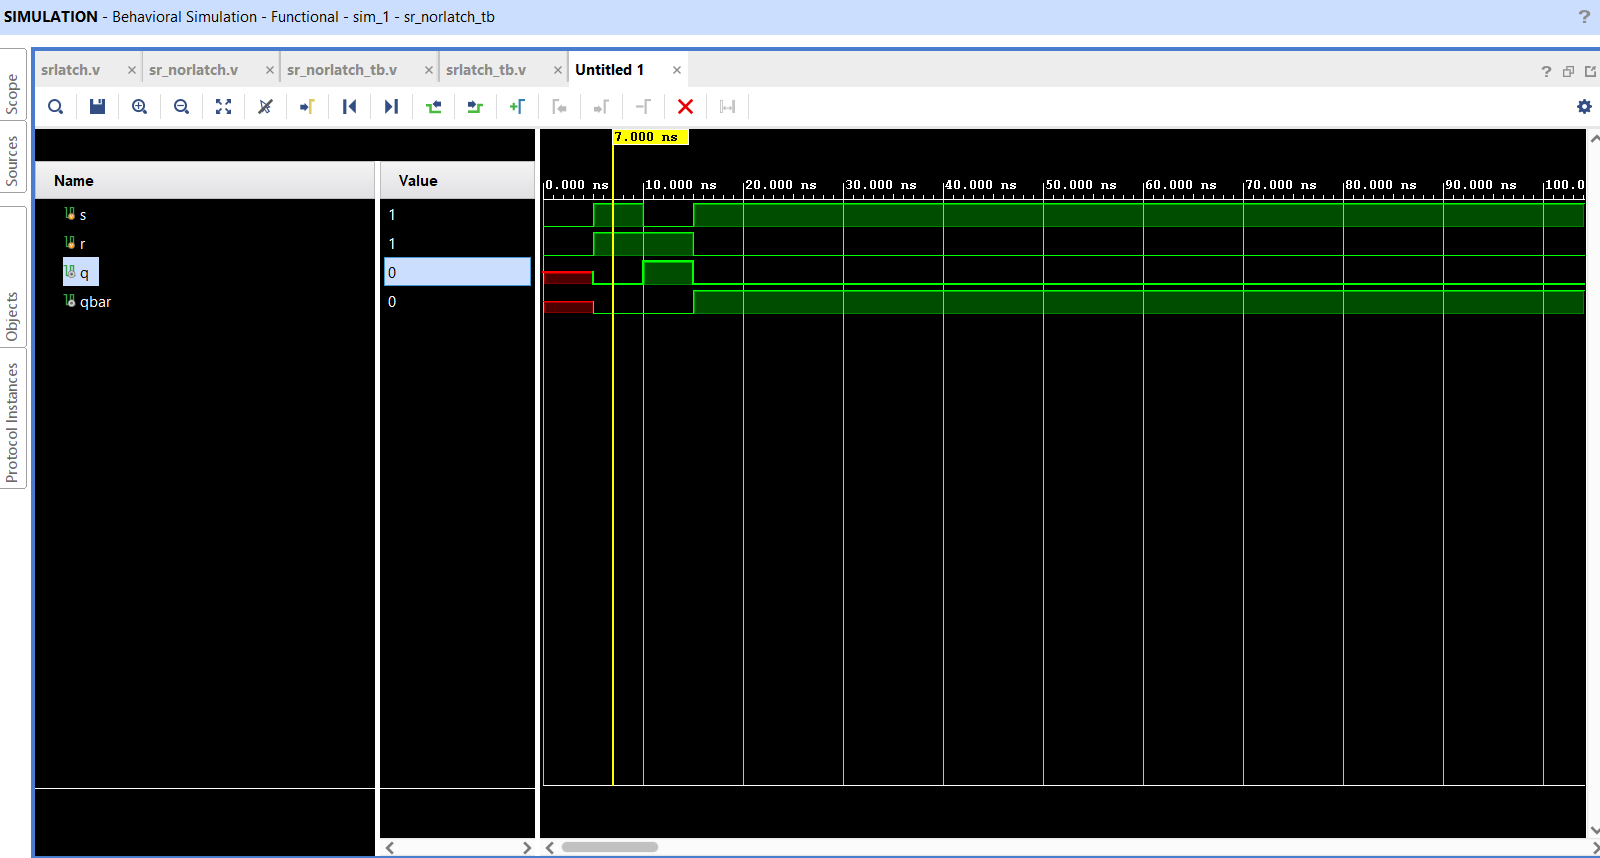 SIMULATION - Behavioral Simulation - Functional - sim_1 - sr_norlatch_tb ?
Scope
Sources
Objects
Protocol Instances
srlatch.v × sr_norlatch.v × sr_norlatch_tb.v × srlatch_tb.v × Untitled 1 × ?
7.000 ns
Name Value
0.000 ns 10.000 ns 20.000 ns 30.000 ns 40.000 ns 50.000 ns 60.000 ns 70.000 ns 80.000 ns 90.000 ns 100.0
s 1
r 1
q 0
qbar 0